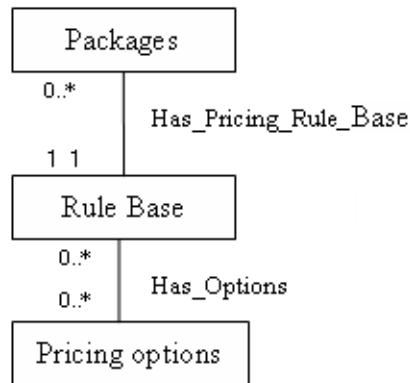 Packages
0..*
Has_Pricing_Rule_Base
1 1
Rule Base
0..*
Has_Options
0..*
Pricing options